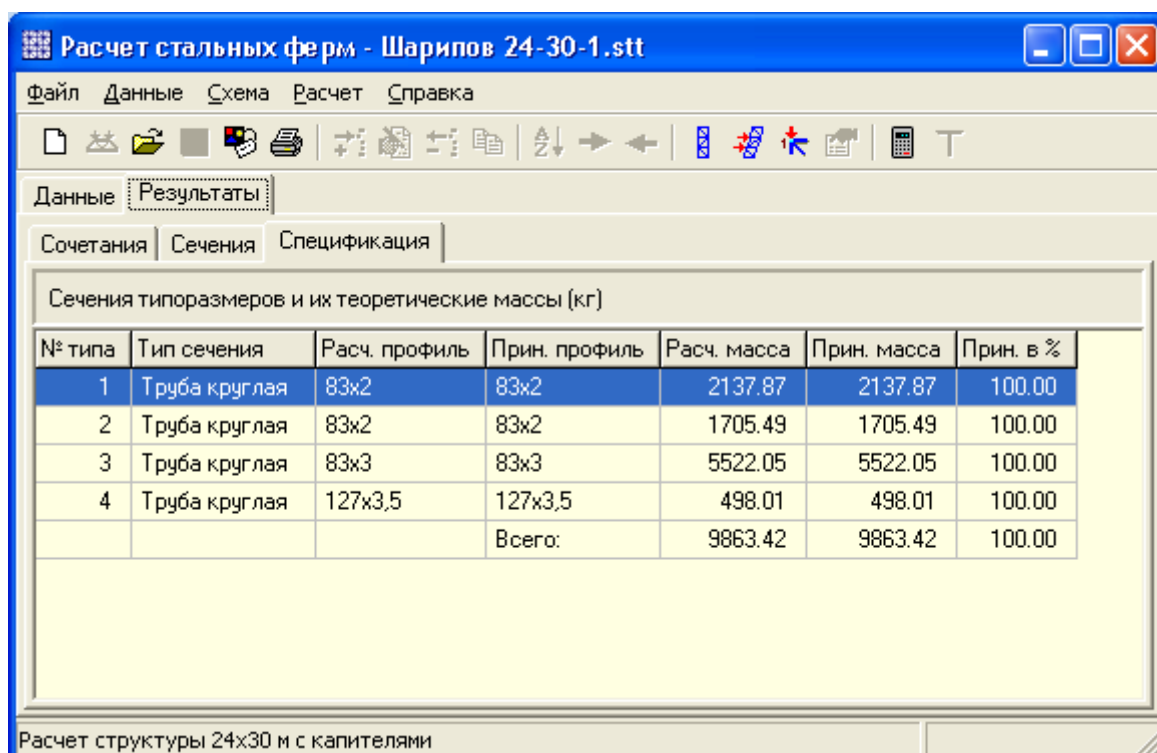 Расчет стальных ферм - Шарипов 24-30-1.stt
Файл Данные Схема Расчет Справка
Данные Результаты
Сочетания Сечения Спецификация
Сечения типоразмеров и их теоретические массы (кг)
№ типа Тип сечения Расч. профиль Прин. профиль Расч. масса Прин. масса Прин. в %
1 Труба круглая 83x2 83x2 2137.87 2137.87 100.00
2 Труба круглая 83x2 83x2 1705.49 1705.49 100.00
3 Труба круглая 83x3 83x3 5522.05 5522.05 100.00
4 Труба круглая 127x3,5 127x3,5 498.01 498.01 100.00
Всего: 9863.42 9863.42 100.00
Расчет структуры 24x30 м с капителями